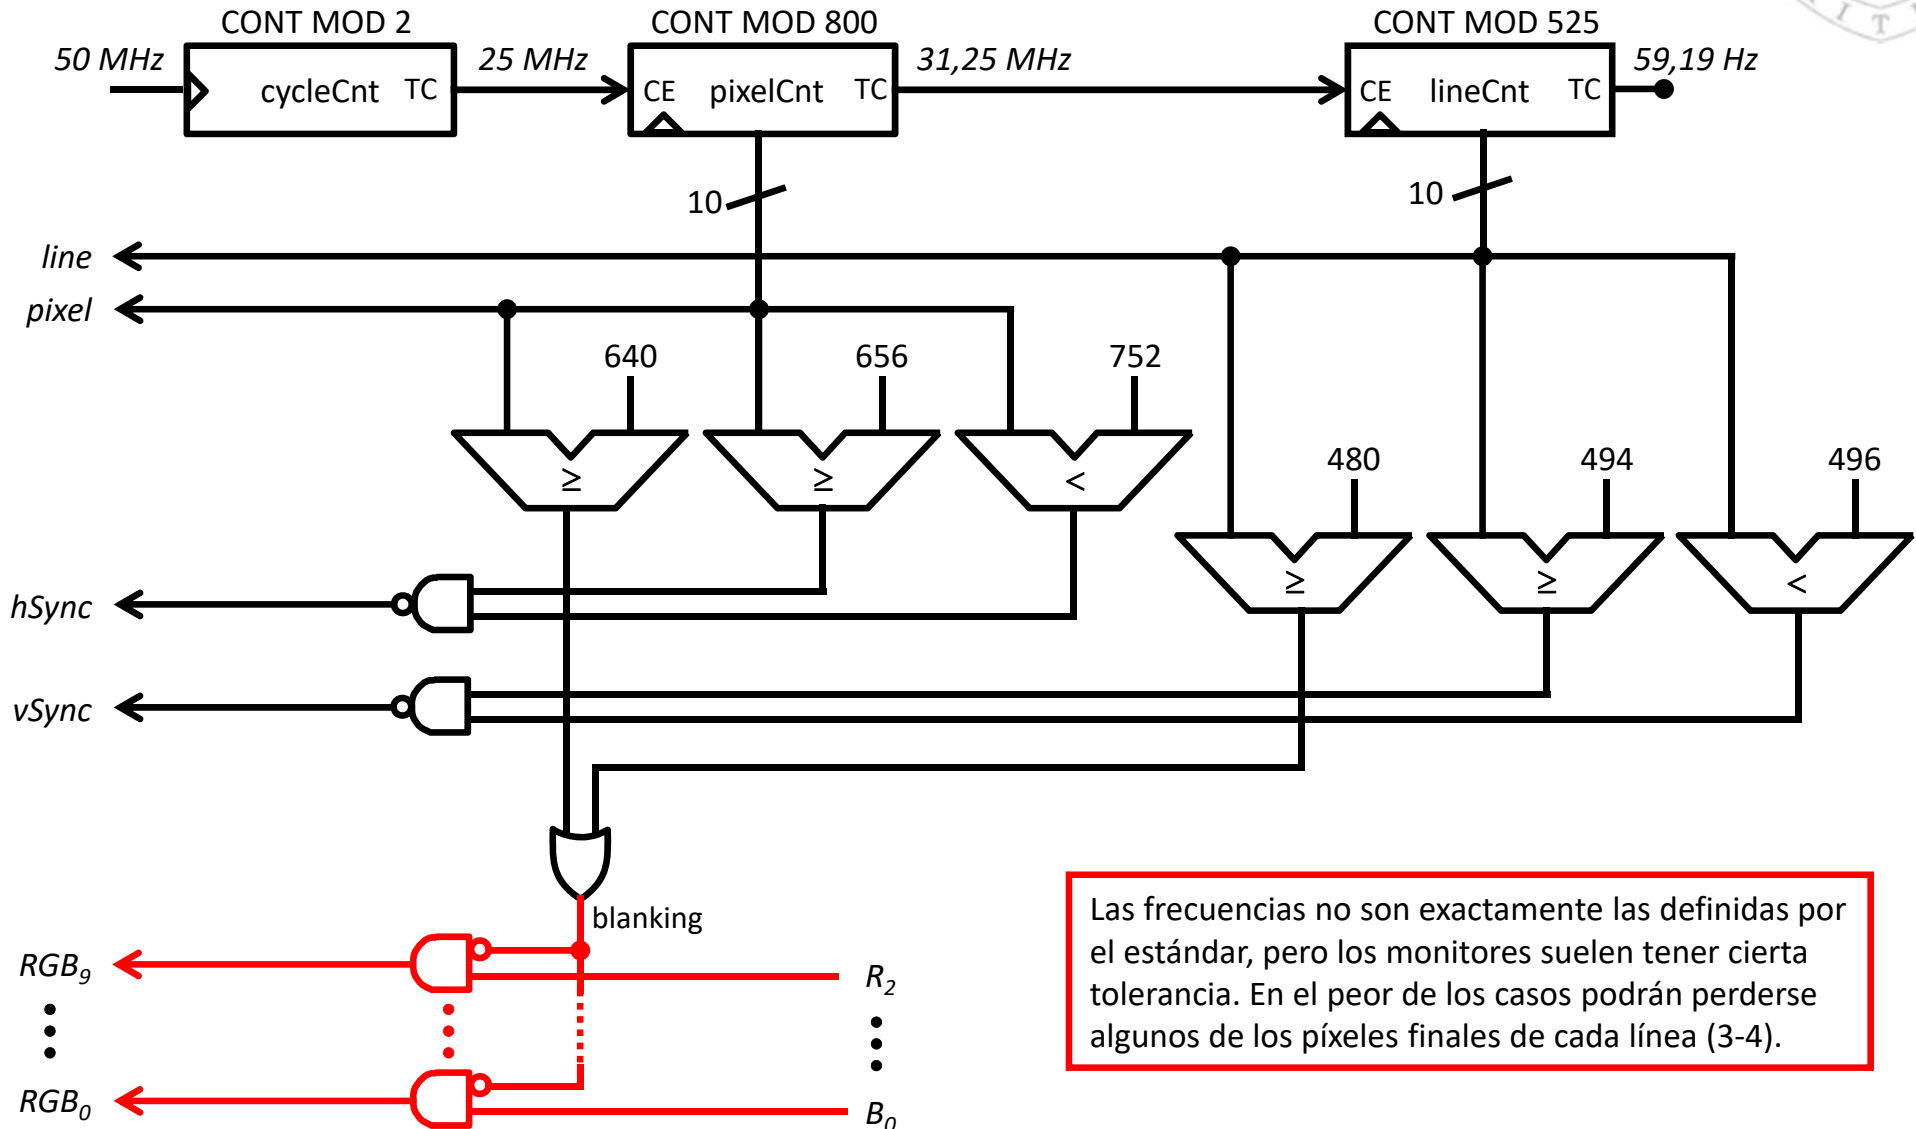 CONT MOD 2
CONT MOD 800
CONT MOD 525
50 MHz
cycleCnt TC
25 MHz
CE pixelCnt TC
31,25 MHz
CE lineCnt TC
59,19 Hz
10
10
line
pixel
640
656
752
≥
≥
<
480
494
496
≥
≥
<
hSync
vSync
blanking
RGB9
R2
RGB0
B0
Las frecuencias no son exactamente las definidas por
el estándar, pero los monitores suelen tener cierta
tolerancia. En el peor de los casos podrán perderse
algunos de los píxeles finales de cada línea (3-4).